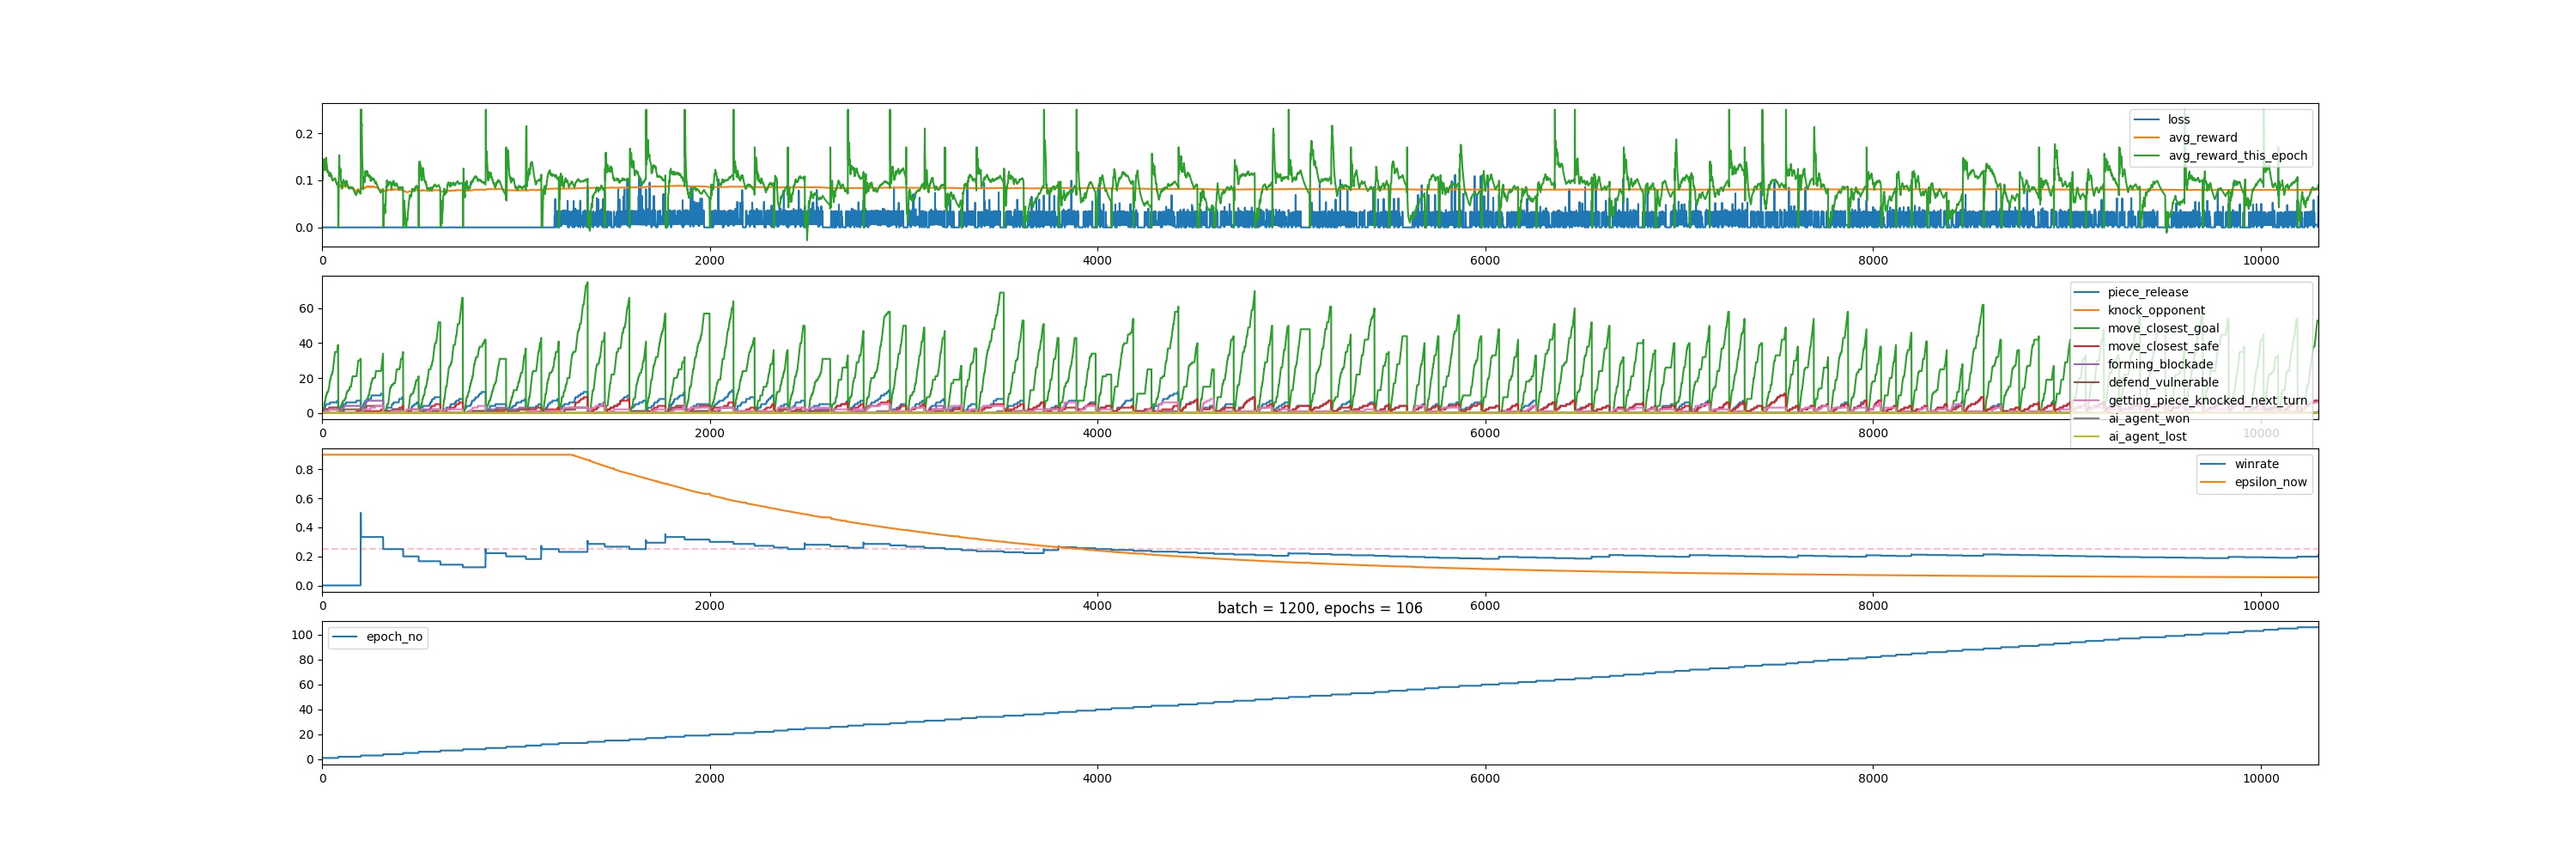 0.2
0.1
0.0
loss
avg_reward
avg_reward_this_epoch
0 2000 4000 6000 8000 10000
60
40
20
0
piece_release
knock_opponent
move_closest_goal
move_closest_safe
forming_blockade
defend_vulnerable
getting_piece_knocked_next_turn
ai_agent_won
ai_agent_lost
0 2000 4000 6000 8000 10000
0.8
0.6
0.4
0.2
0.0
winrate
epsilon_now
0 2000 4000 6000 8000 10000
batch = 1200, epochs = 106
100
80
60
40
20
0
epoch_no
0 2000 4000 6000 8000 10000